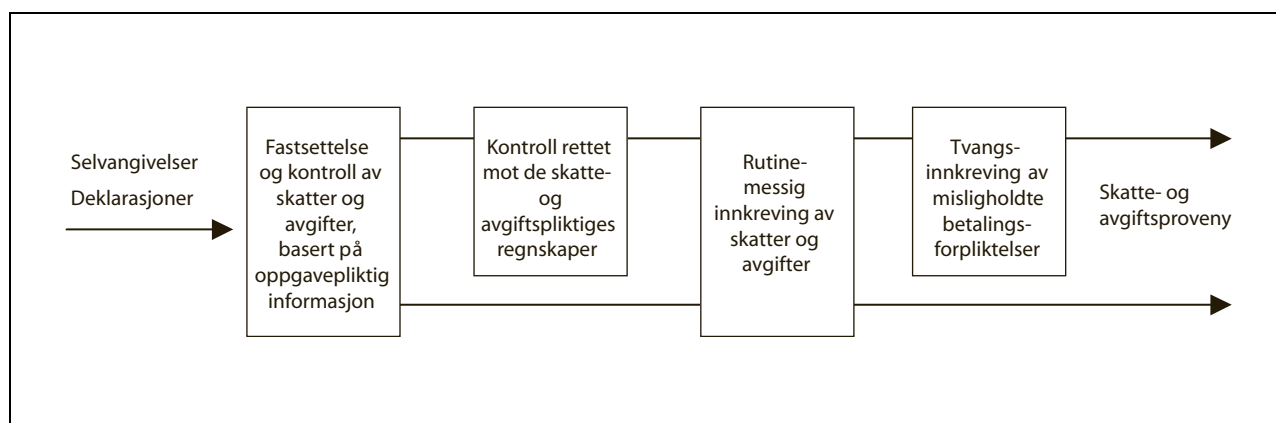 Selvangivelser
Deklarasjoner
Fastsettelse
og kontroll av
skatter og
avgifter,
basert på
oppgavepliktig
informasjon
Kontroll rettet
mot de skatte-
og
avgiftspliktiges
regnskaper
Rutine-
messig
innkreving av
skatter og
avgifter
Tvangs-
innkreving av
misligholdte
betalings-
forpliktelser
Skatte- og
avgiftsproveny